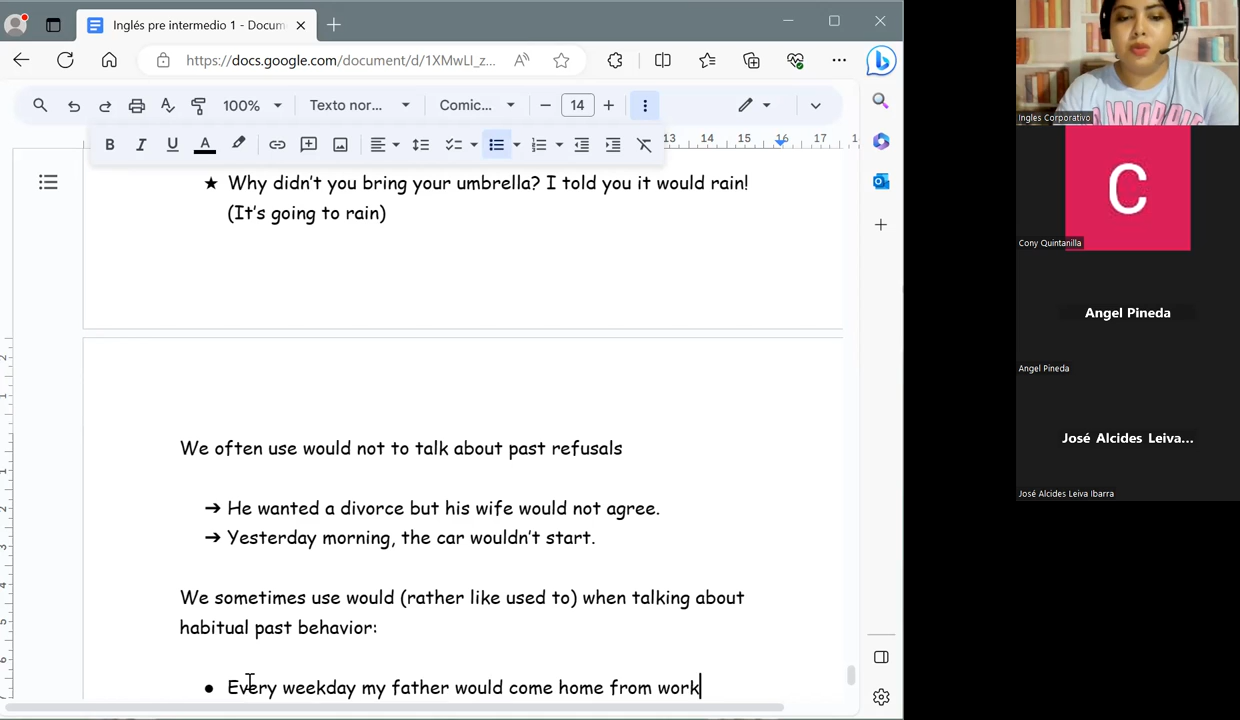 Inglés pre intermedio 1 - Docum
https://docs.google.com/document/d/1XMwLI_z...
100%
Texto nor...
Comic...
14
13 14 15 16 17
★ Why didn't you bring your umbrella? I told you it would rain!
(It's going to rain)
We often use would not to talk about past refusals
➔ He wanted a divorce but his wife would not agree.
➔ Yesterday morning, the car wouldn't start.
We sometimes use would (rather like used to) when talking about
habitual past behavior:
● Every weekday my father would come home from work
Ingles Corporativo
C
Cony Quintanilla
Angel Pineda
Angel Pineda
José Alcides Leiva...
José Alcides Leiva Ibarra